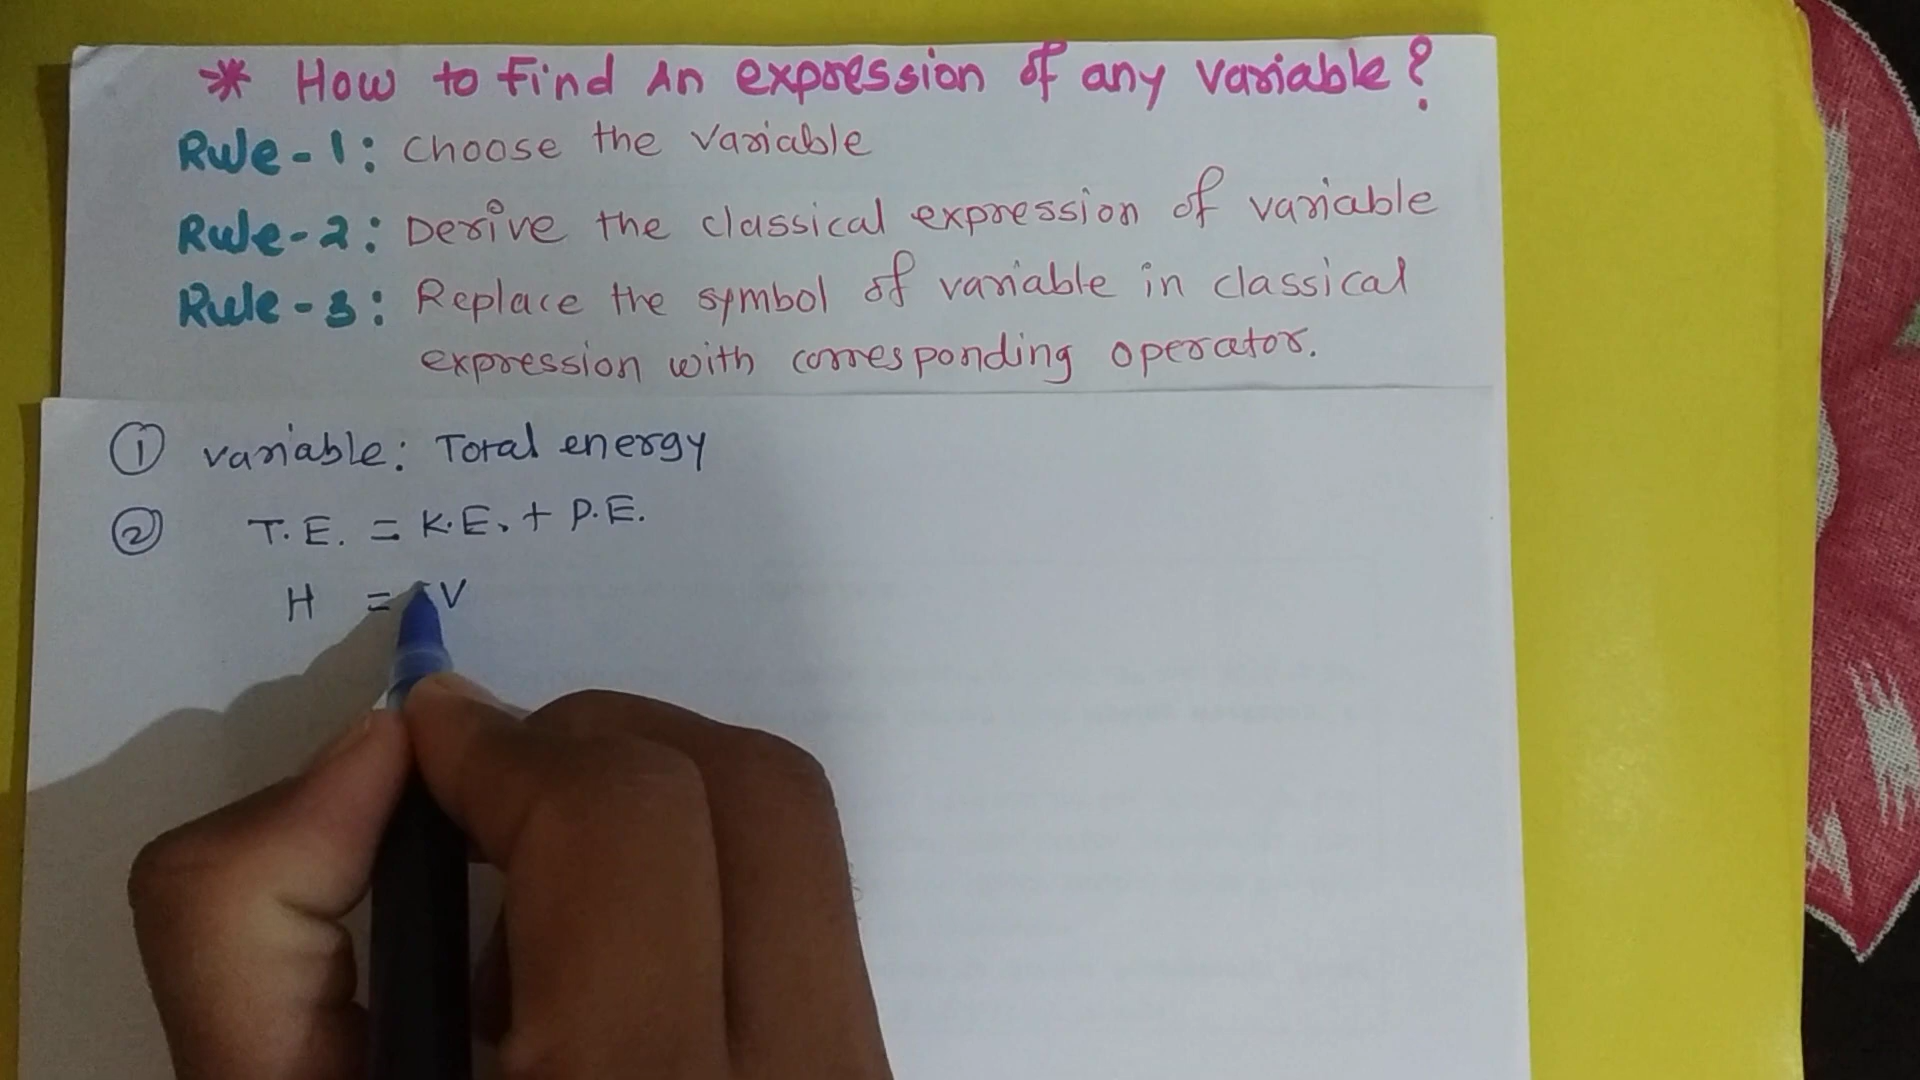 * How to Find An expression of any variable?
Rule-1: Choose the Variable
Rule-2: Derive the classical expression of variable
Rule-3: Replace the symbol of variable in classical
expression with corresponding operator.
① variable: Total energy
② T.E. = K.E. + P.E.
H = V